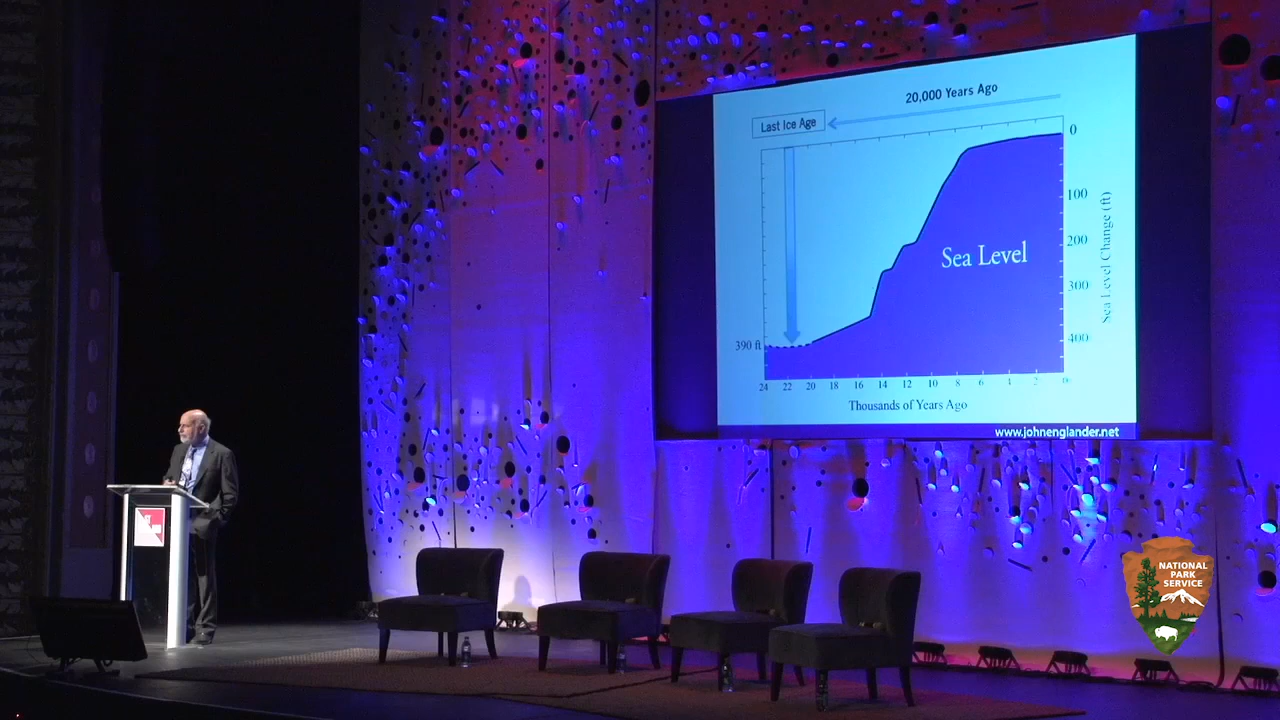 20,000 Years Ago
Last Ice Age
0
100
200
300
400
Sea Level Change (ft)
Sea Level
390 ft
24 22 20 18 16 14 12 10 8 6 4 2 0
Thousands of Years Ago
www.johnenglander.net
NATIONAL
PARK
SERVICE